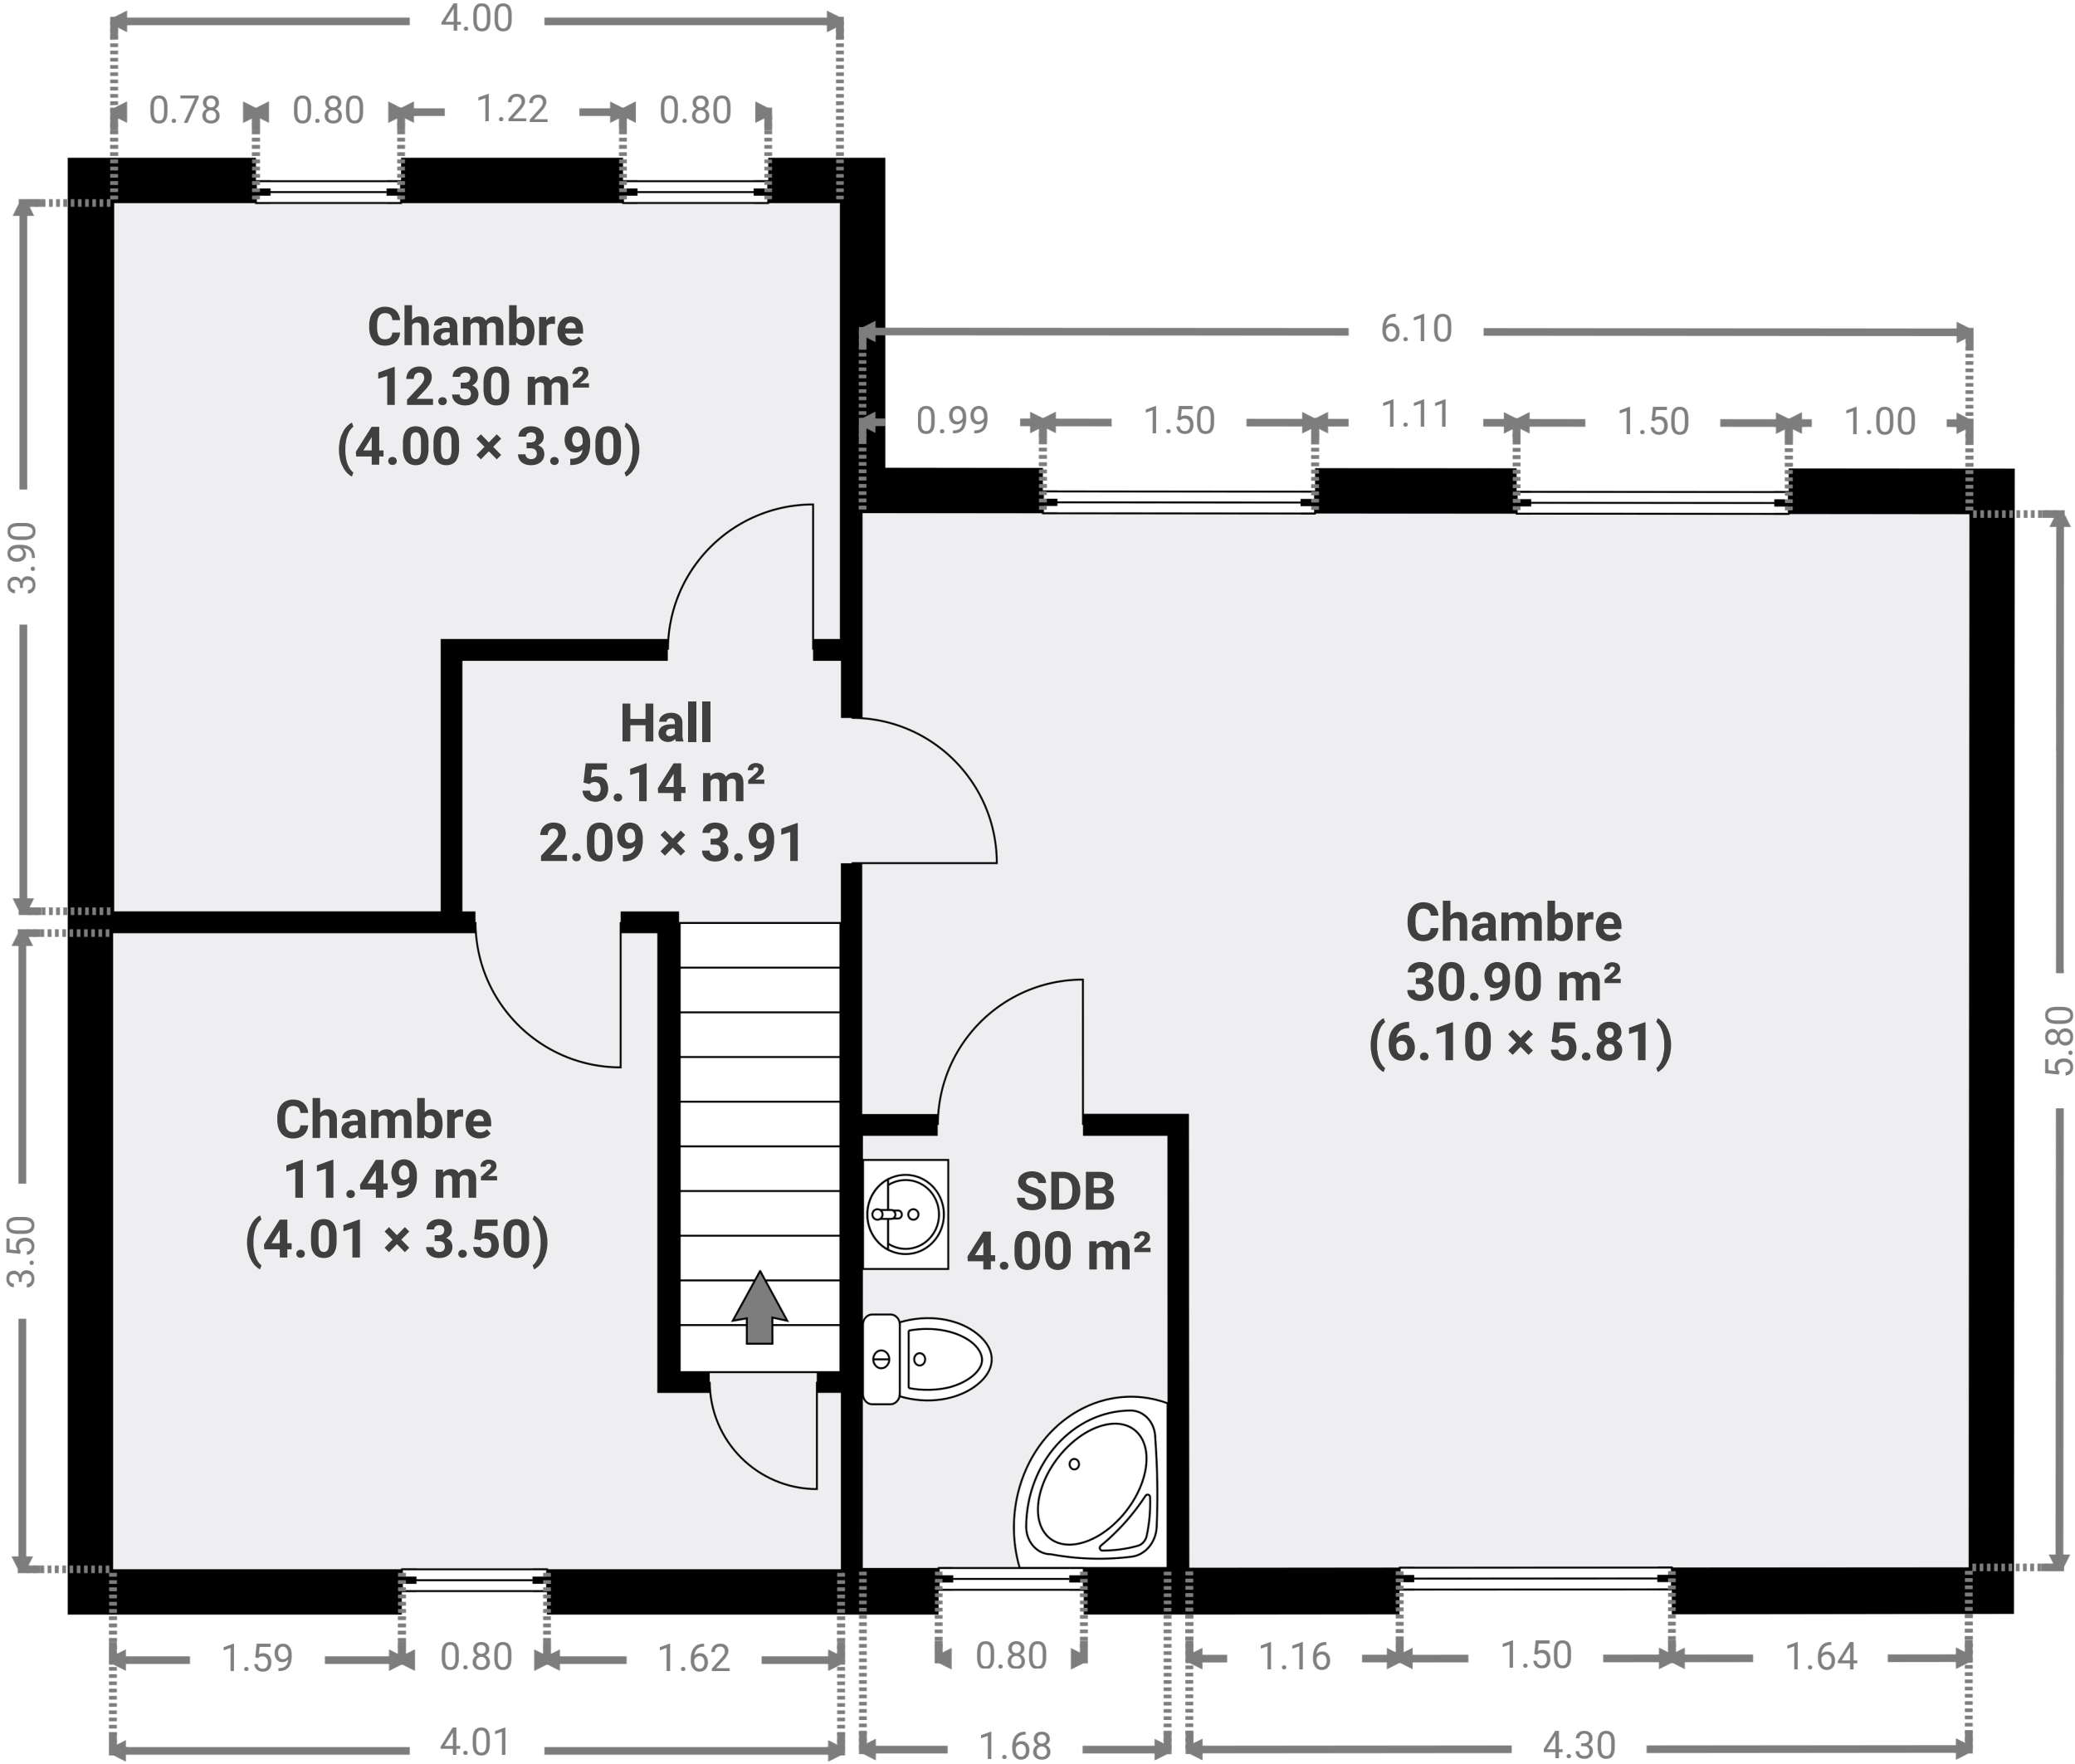 4.00
0.78 0.80 1.22 0.80
6.10
0.99 1.50 1.11 1.50 1.00
Chambre
12.30 m²
(4.00 × 3.90)
3.90
Hall
5.14 m²
2.09 × 3.91
Chambre
30.90 m²
(6.10 × 5.81)
5.80
Chambre
11.49 m²
(4.01 × 3.50)
3.50
SDB
4.00 m²
1.59 0.80 1.62 0.80 1.16 1.50 1.64
4.01 1.68 4.30